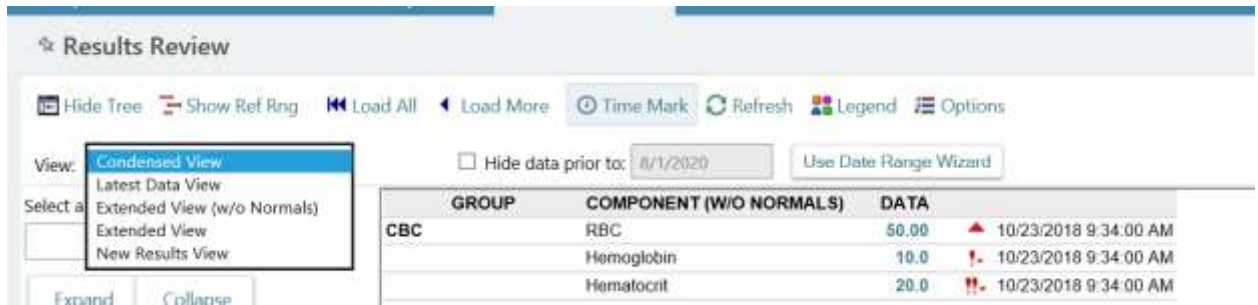 Results Review
Hide Tree Show Ref Rng Load All Load More Time Mark Refresh Legend Options
View: Condensed View
Latest Data View
Extended View (w/o Normals)
Extended View
New Results View
Hide data prior to: 8/1/2020 Use Date Range Wizard
Select a
Expand Collapse
GROUP COMPONENT (W/O NORMALS) DATA
CBC RBC 50.00 10/23/2018 9:34:00 AM
Hemoglobin 10.0 !- 10/23/2018 9:34:00 AM
Hematocrit 20.0 !!- 10/23/2018 9:34:00 AM